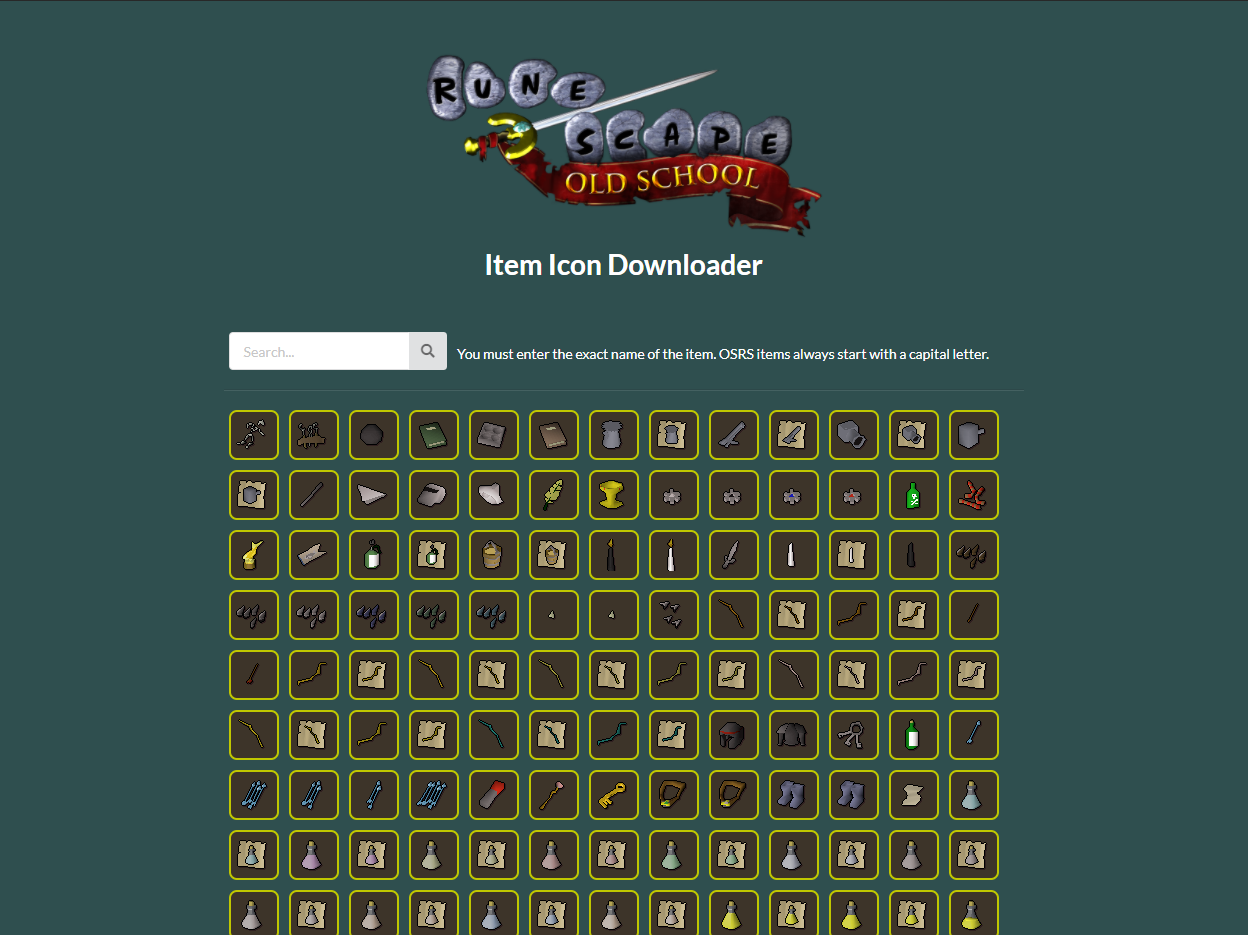 RUNE
SCAPE
OLD SCHOOL
Item Icon Downloader
Search...
You must enter the exact name of the item. OSRS items always start with a capital letter.